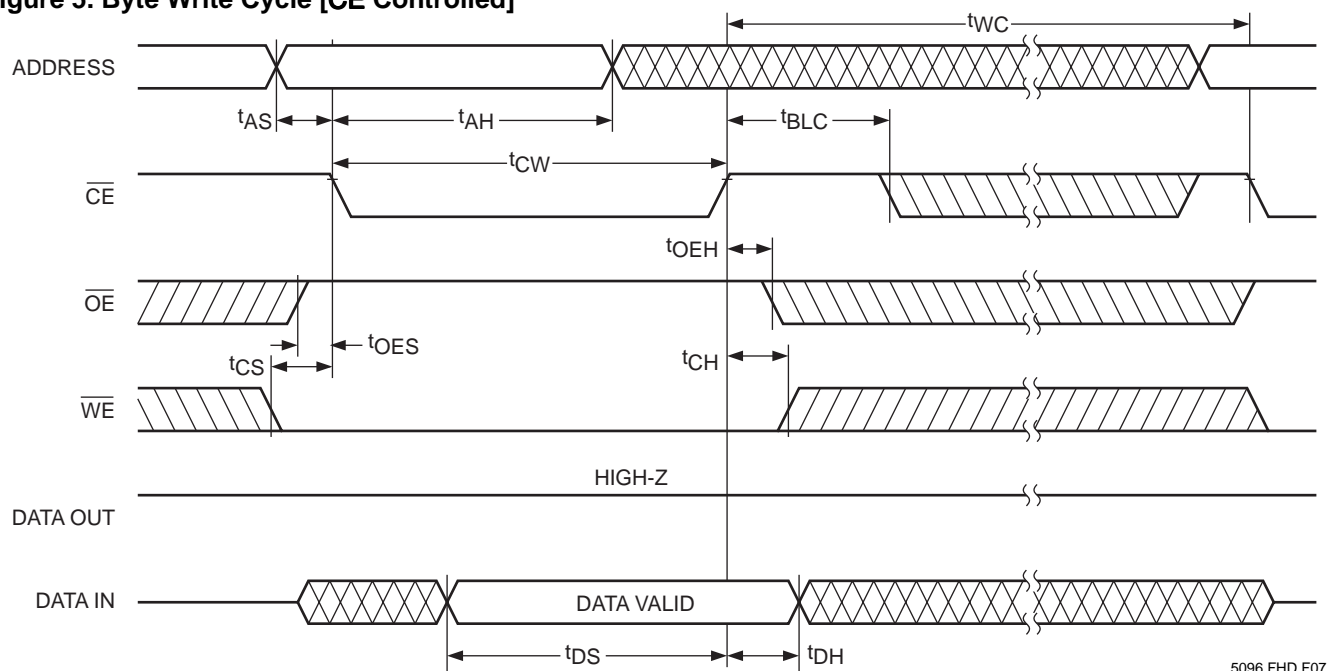 Figure 5. Byte Write Cycle [CE Controlled]
tWC
ADDRESS
tAS
tAH
tBLC
tCW
CE
tOEH
OE
tOES
tCS
tCH
WE
HIGH-Z
DATA OUT
DATA IN
DATA VALID
tDS
tDH
5096 FHD F07